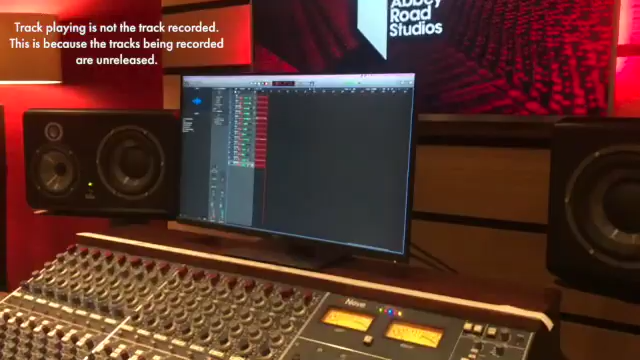 Track playing is not the track recorded.
This is because the tracks being recorded
are unreleased.
Abbey
Road
Studios
Neve